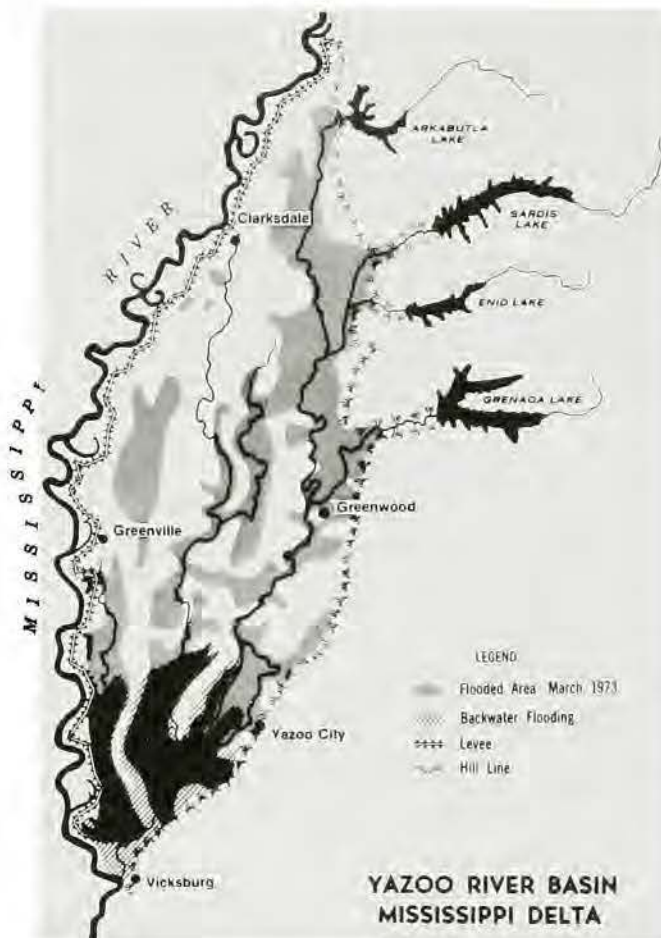 ARKABUTLA
LAKE
SARDIS
LAKE
Clarksdale
RIVER
ENID LAKE
GRENADA LAKE
MISSISSIPPI
Greenwood
Greenville
LEGEND
Flooded Area March 1973
Backwater Flooding
Levee
Hill Line
Yazoo City
Vicksburg
YAZOO RIVER BASIN
MISSISSIPPI DELTA